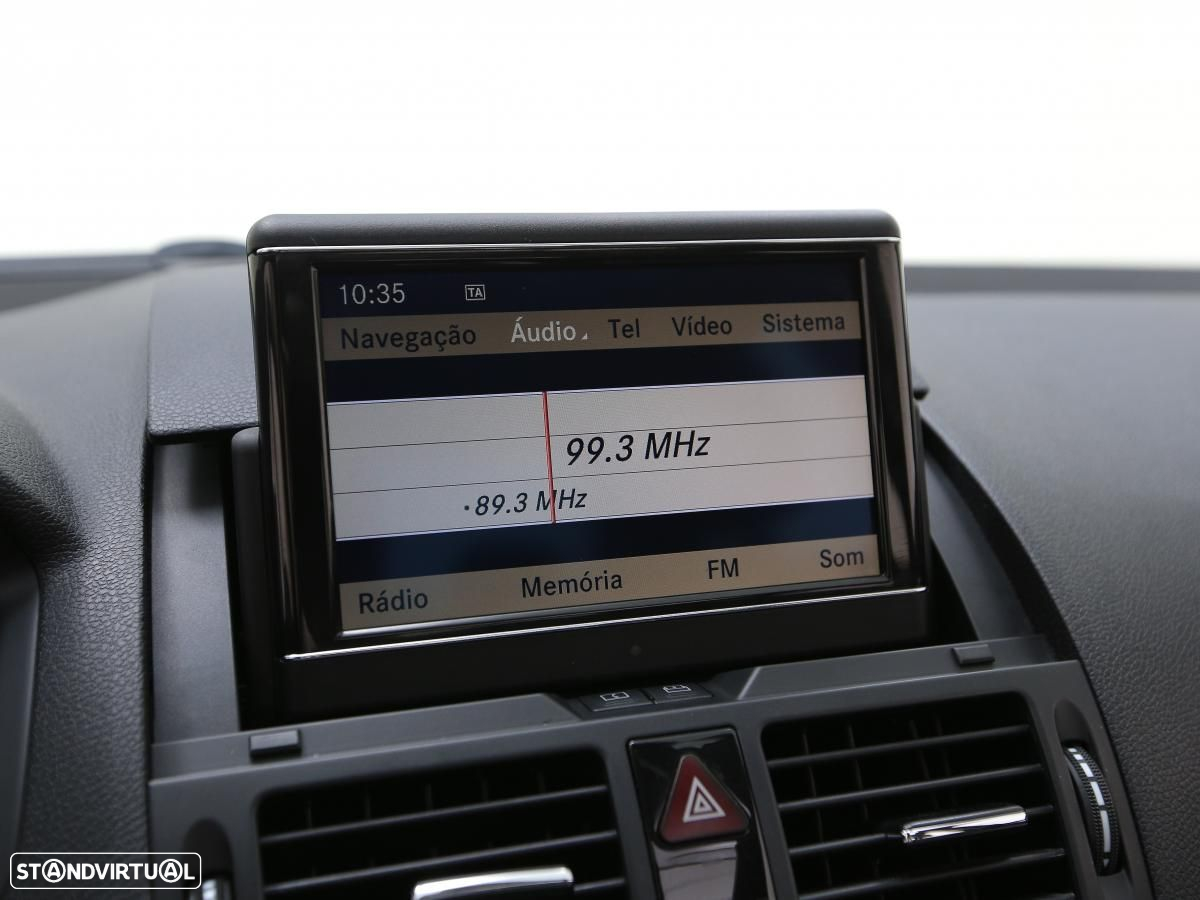 10:35 TA
Navegação Áudio Tel Vídeo Sistema
99.3 MHz
·89.3 MHz
Rádio Memória FM Som
STANDVIRTUAL